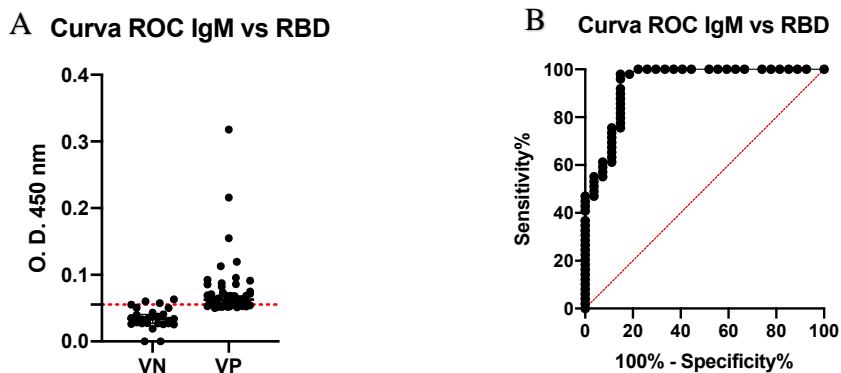 A Curva ROC IgM vs RBD
0.4
0.3
0.2
0.1
0.0
O. D. 450 nm
VN VP
B Curva ROC IgM vs RBD
100
80
60
40
20
0
Sensitivity%
0 20 40 60 80 100
100% - Specificity%